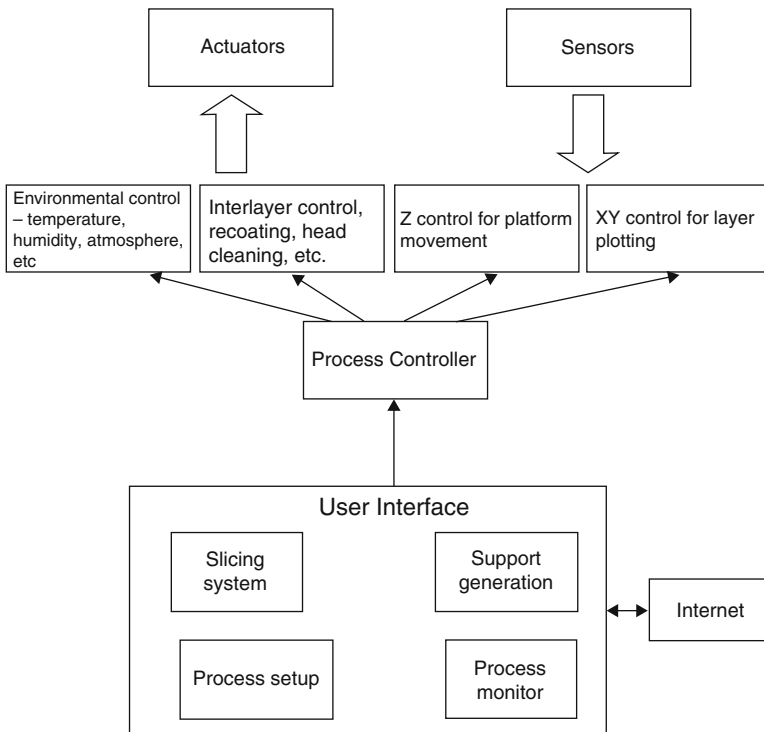 Actuators
Sensors
Environmental control
– temperature,
humidity, atmosphere,
etc
Interlayer control,
recoating, head
cleaning, etc.
Z control for platform
movement
XY control for layer
plotting
Process Controller
User Interface
Slicing
system
Support
generation
Internet
Process setup
Process
monitor